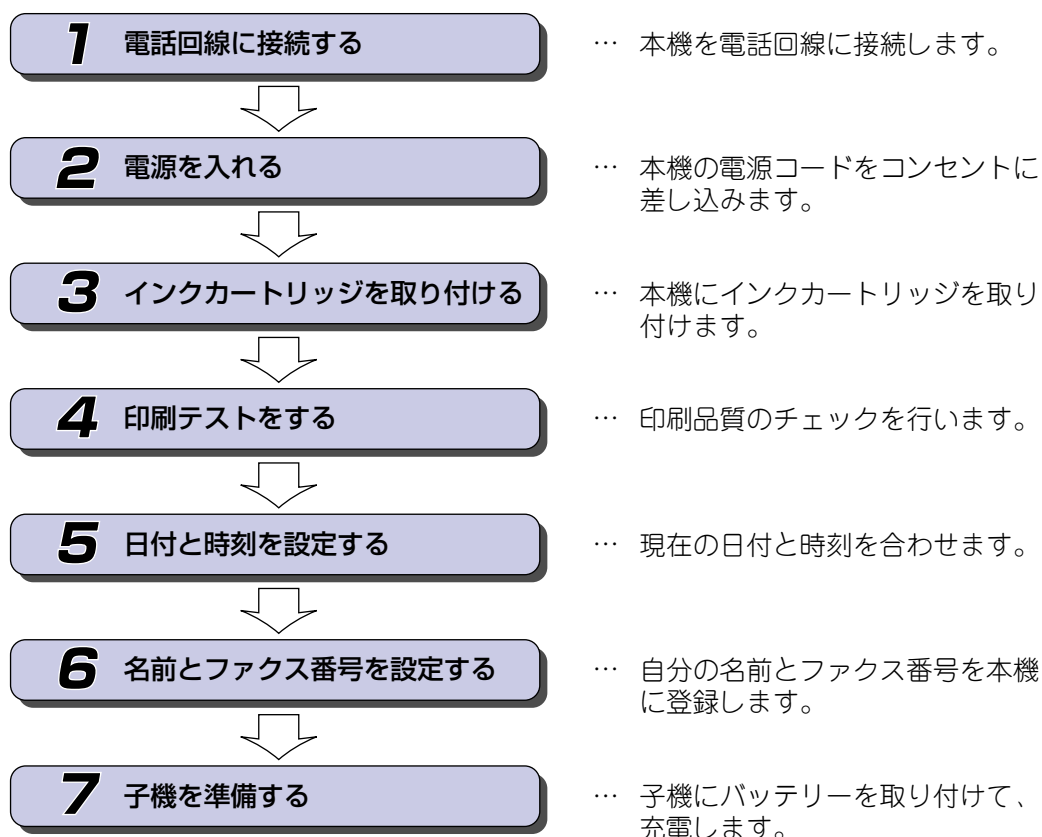 1 電話回線に接続する … 本機を電話回線に接続します。
2 電源を入れる … 本機の電源コードをコンセントに
差し込みます。
3 インクカートリッジを取り付ける … 本機にインクカートリッジを取り
付けます。
4 印刷テストをする … 印刷品質のチェックを行います。
5 日付と時刻を設定する … 現在の日付と時刻を合わせます。
6 名前とファクス番号を設定する … 自分の名前とファクス番号を本機
に登録します。
7 子機を準備する … 子機にバッテリーを取り付けて、
充電します。